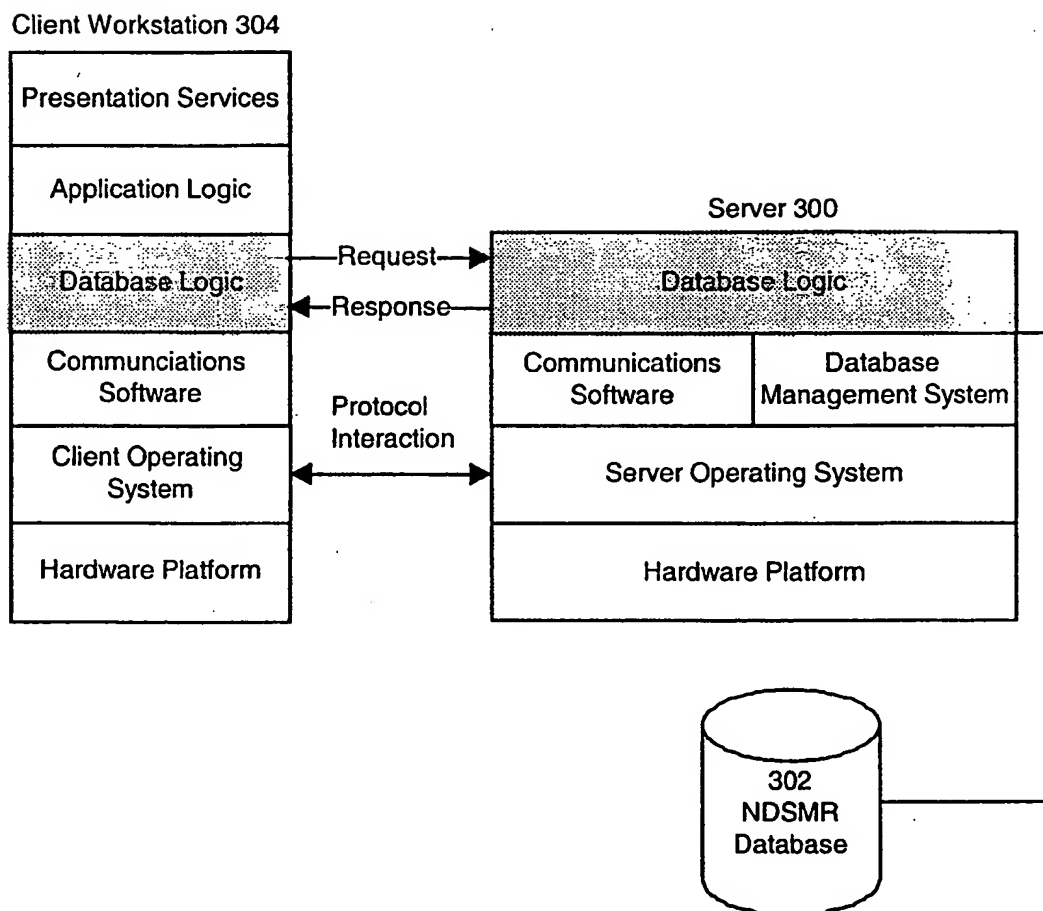 Client Workstation 304
Presentation Services
Application Logic
Database Logic
Communciations
Software
Client Operating
System
Hardware Platform
Request
Response
Protocol
Interaction
Server 300
Database Logic
Communications
Software
Database
Management System
Server Operating System
Hardware Platform
302
NDSMR
Database